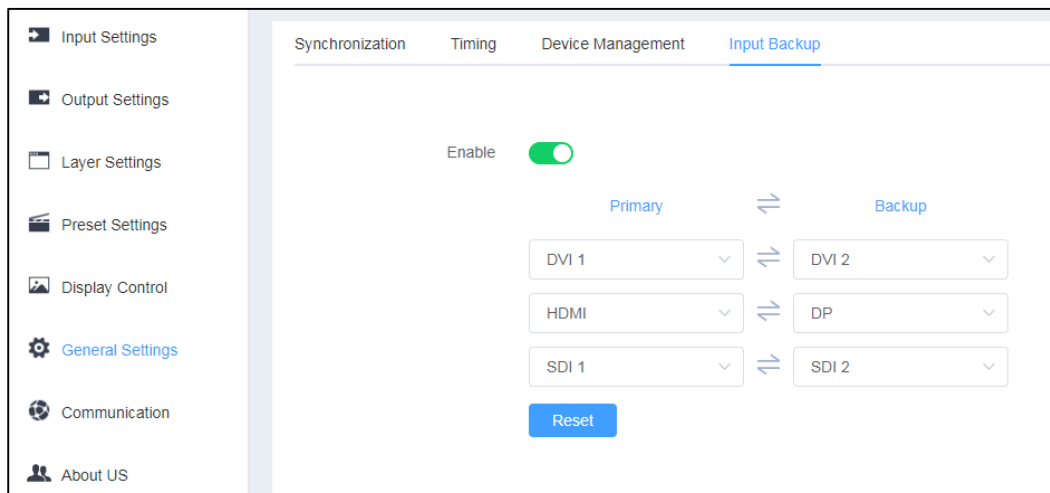 Input Settings
Output Settings
Layer Settings
Preset Settings
Display Control
General Settings
Communication
About US
Synchronization Timing Device Management Input Backup
Enable
Primary Backup
DVI 1 DVI 2
HDMI DP
SDI 1 SDI 2
Reset